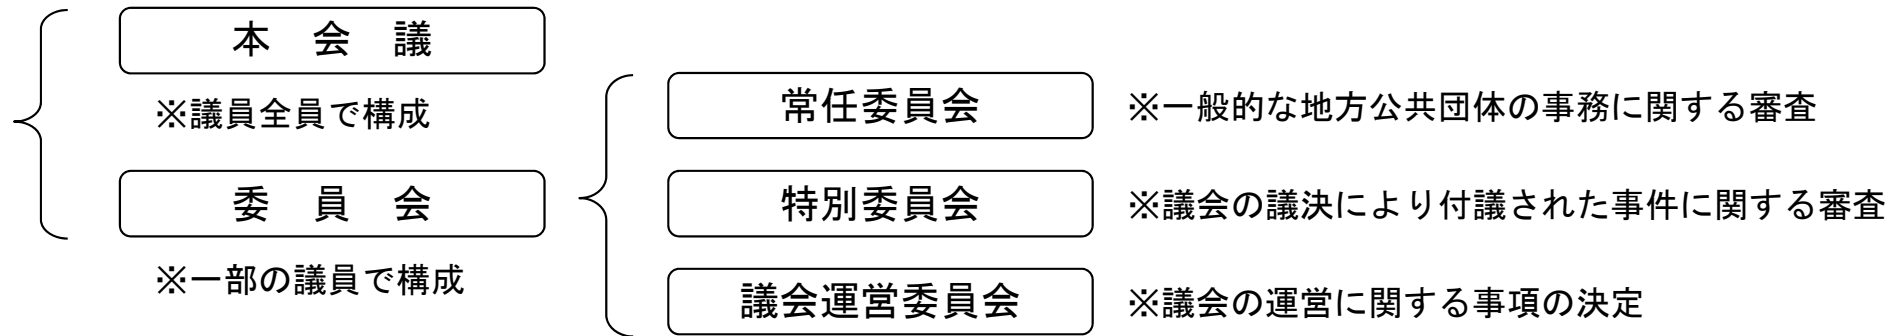 本　会　議
※議員全員で構成
委　員　会
※一部の議員で構成
常任委員会
※一般的な地方公共団体の事務に関する審査
特別委員会
※議会の議決により付議された事件に関する審査
議会運営委員会
※議会の運営に関する事項の決定